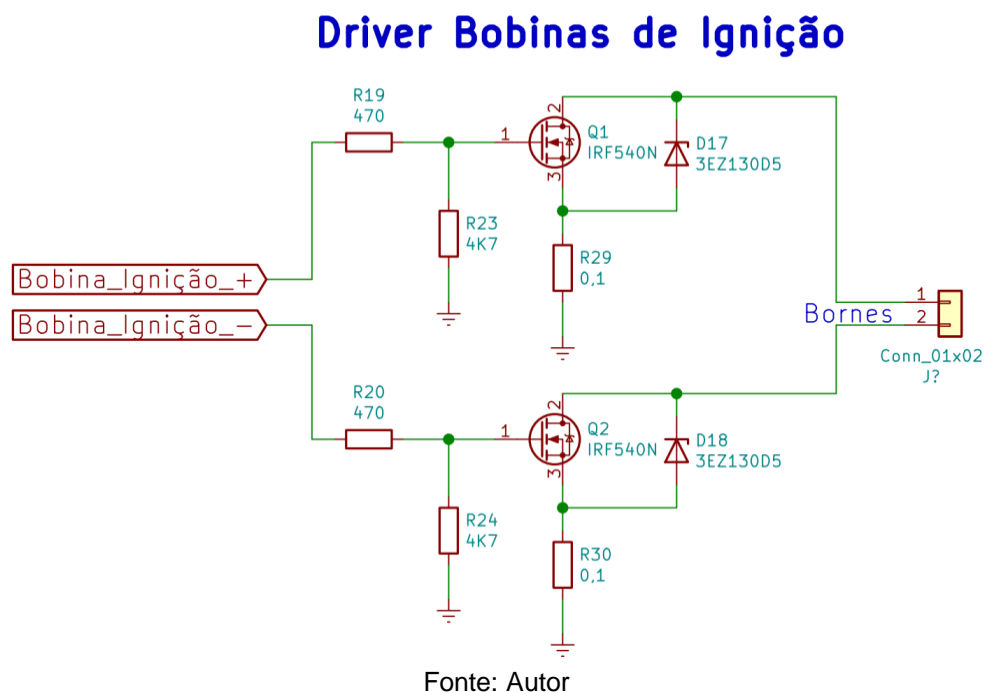 Driver Bobinas de Ignição
R19
470
2
1
Q1
IRF540N
D17
3EZ130D5
3
R23
4K7
R29
0,1
Bobina_Ignição_+
Bobina_Ignição_-
Bornes
1
2
Conn_01x02
J?
R20
470
2
1
Q2
IRF540N
D18
3EZ130D5
3
R24
4K7
R30
0,1
Fonte: Autor